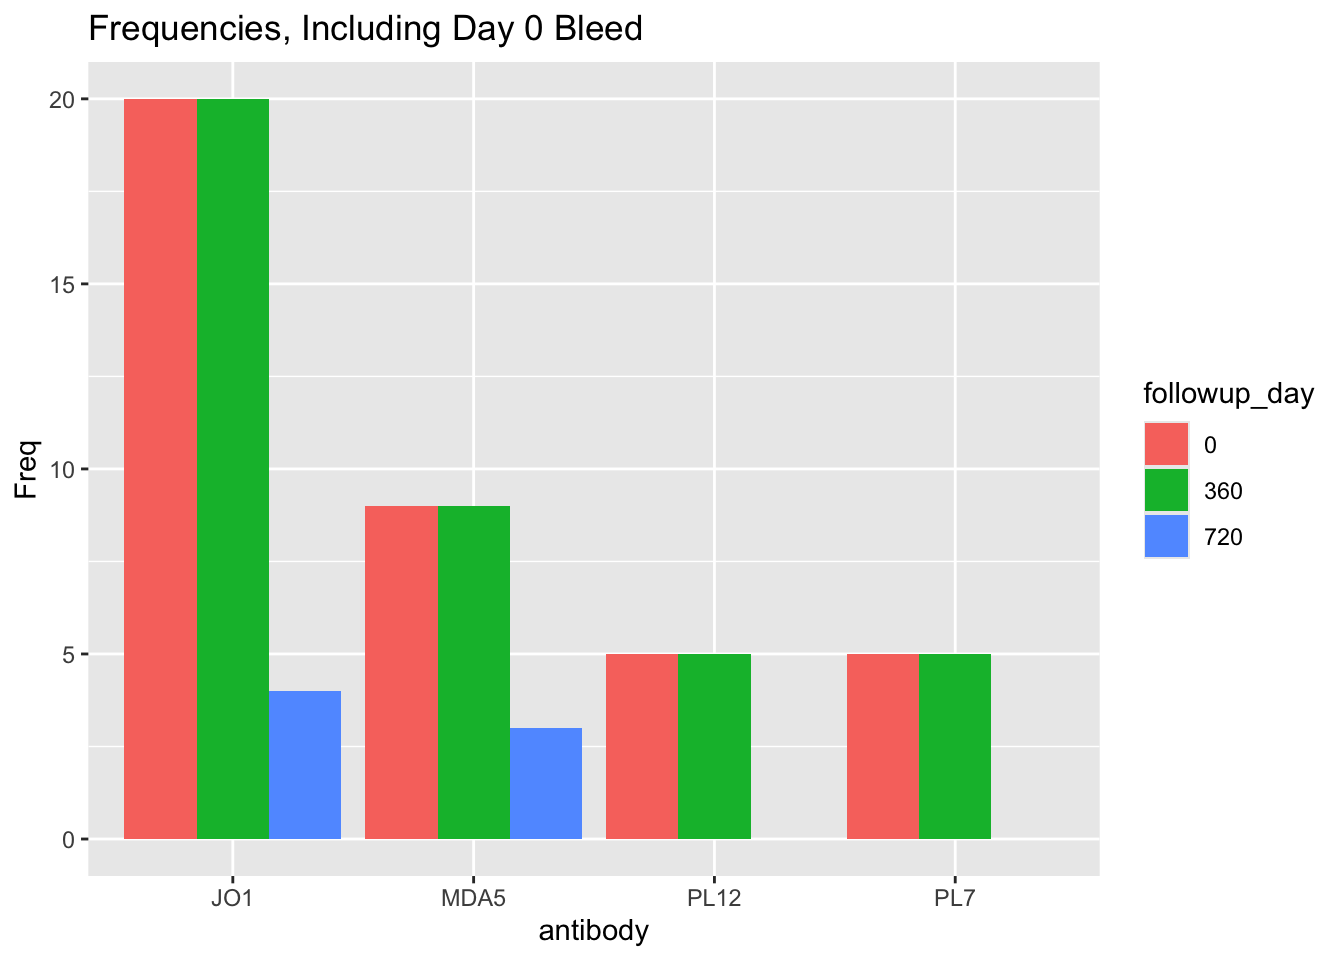 Frequencies, Including Day 0 Bleed
20
15
10
5
0
Freq
JO1 MDA5 PL12 PL7
antibody
followup_day
0
360
720